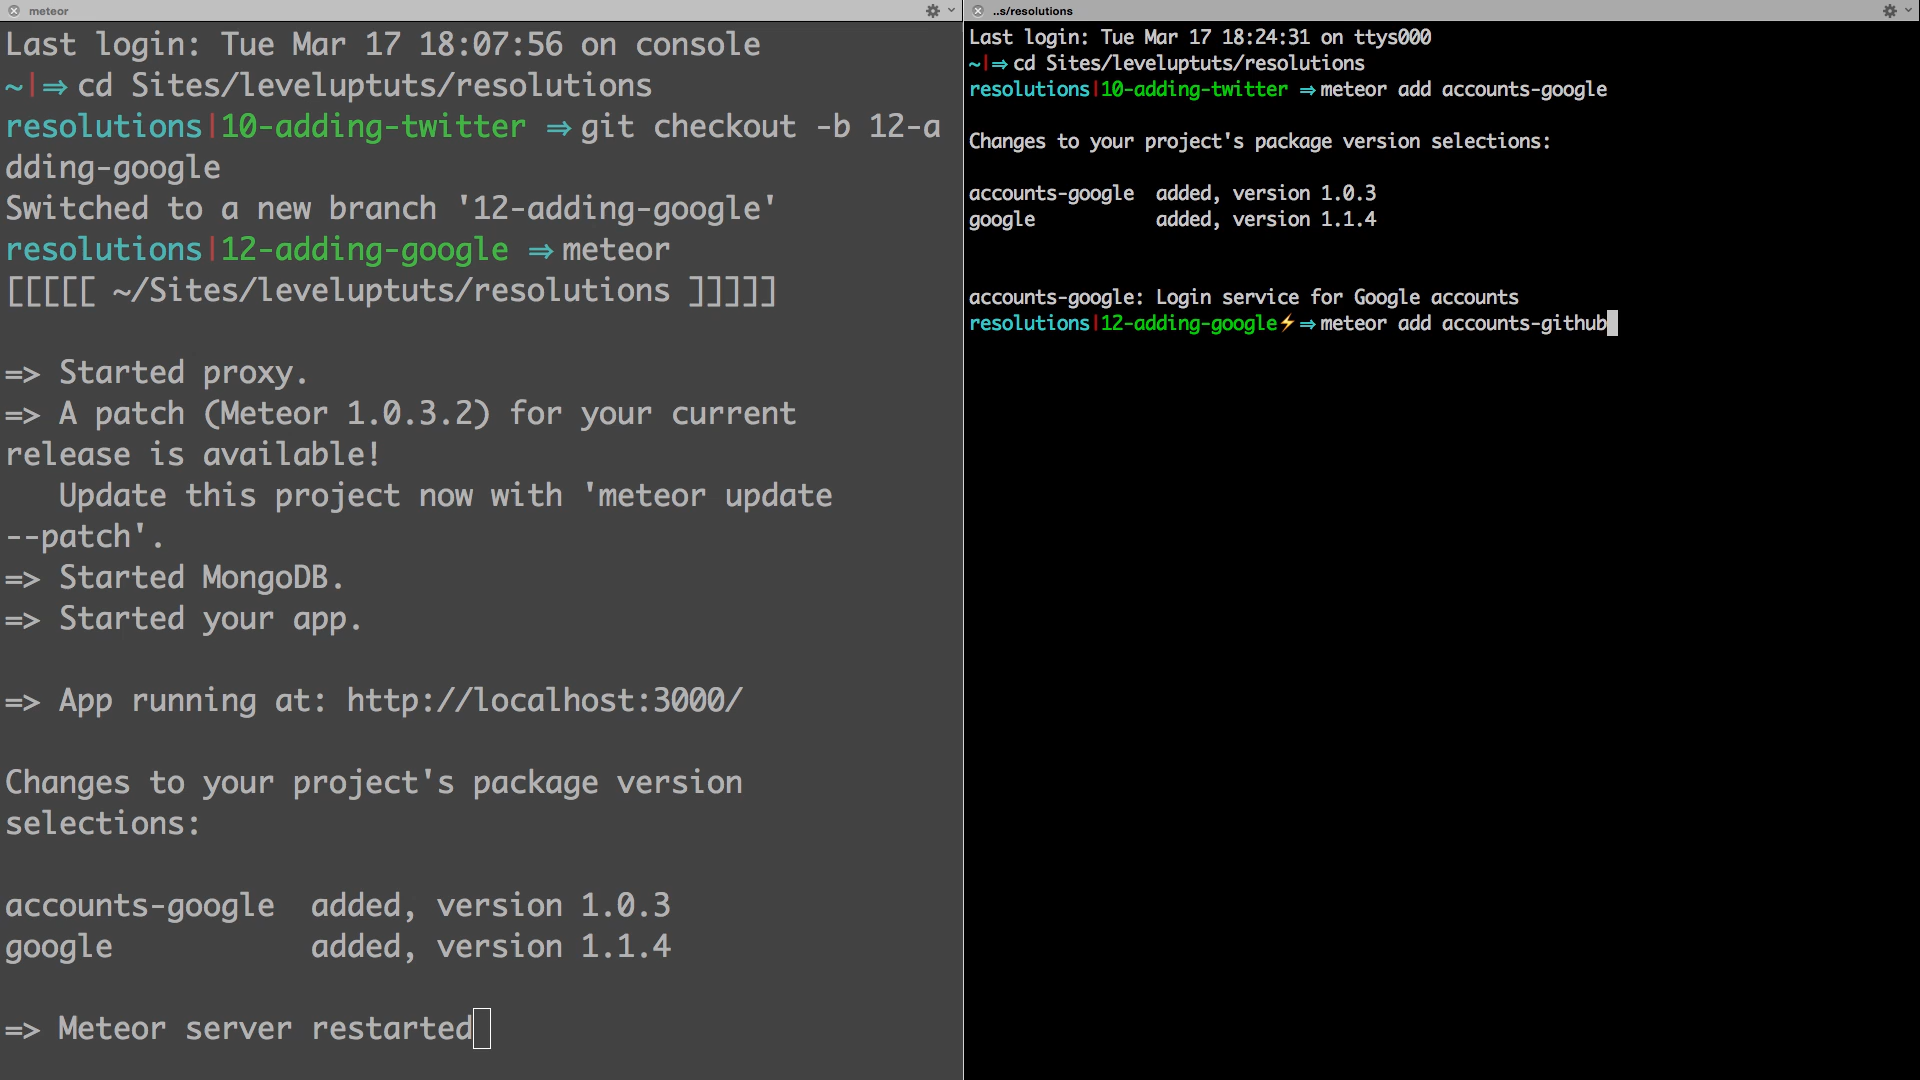 meteor
Last login: Tue Mar 17 18:07:56 on console
~|⇒ cd Sites/leveluptuts/resolutions
resolutions|10-adding-twitter ⇒ git checkout -b 12-a
dding-google
Switched to a new branch '12-adding-google'
resolutions|12-adding-google ⇒ meteor
[[[[[ ~/Sites/leveluptuts/resolutions ]]]]]
=> Started proxy.
=> A patch (Meteor 1.0.3.2) for your current
release is available!
   Update this project now with 'meteor update
--patch'.
=> Started MongoDB.
=> Started your app.
=> App running at: http://localhost:3000/
Changes to your project's package version
selections:
accounts-google  added, version 1.0.3
google           added, version 1.1.4
=> Meteor server restarted
..s/resolutions
Last login: Tue Mar 17 18:24:31 on ttys000
~|⇒ cd Sites/leveluptuts/resolutions
resolutions|10-adding-twitter ⇒ meteor add accounts-google
Changes to your project's package version selections:
accounts-google  added, version 1.0.3
google           added, version 1.1.4
accounts-google: Login service for Google accounts
resolutions|12-adding-google⚡ ⇒ meteor add accounts-github